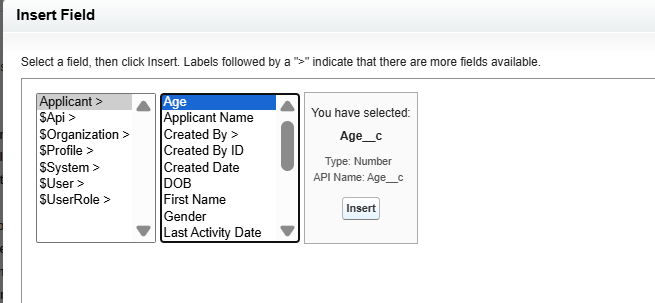 Insert Field
Select a field, then click Insert. Labels followed by a ">" indicate that there are more fields available.
Applicant >
$Api >
$Organization >
$Profile >
$System >
$User >
$UserRole >
Age
Applicant Name
Created By >
Created By ID
Created Date
DOB
First Name
Gender
Last Activity Date
You have selected:
Age__c
Type: Number
API Name: Age__c
Insert